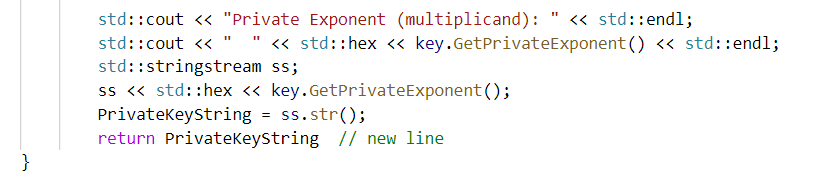 std::cout << "Private Exponent (multiplicand): " << std::endl;
std::cout << "  " << std::hex << key.GetPrivateExponent() << std::endl;
std::stringstream ss;
ss << std::hex << key.GetPrivateExponent();
PrivateKeyString = ss.str();
return PrivateKeyString  // new line
}